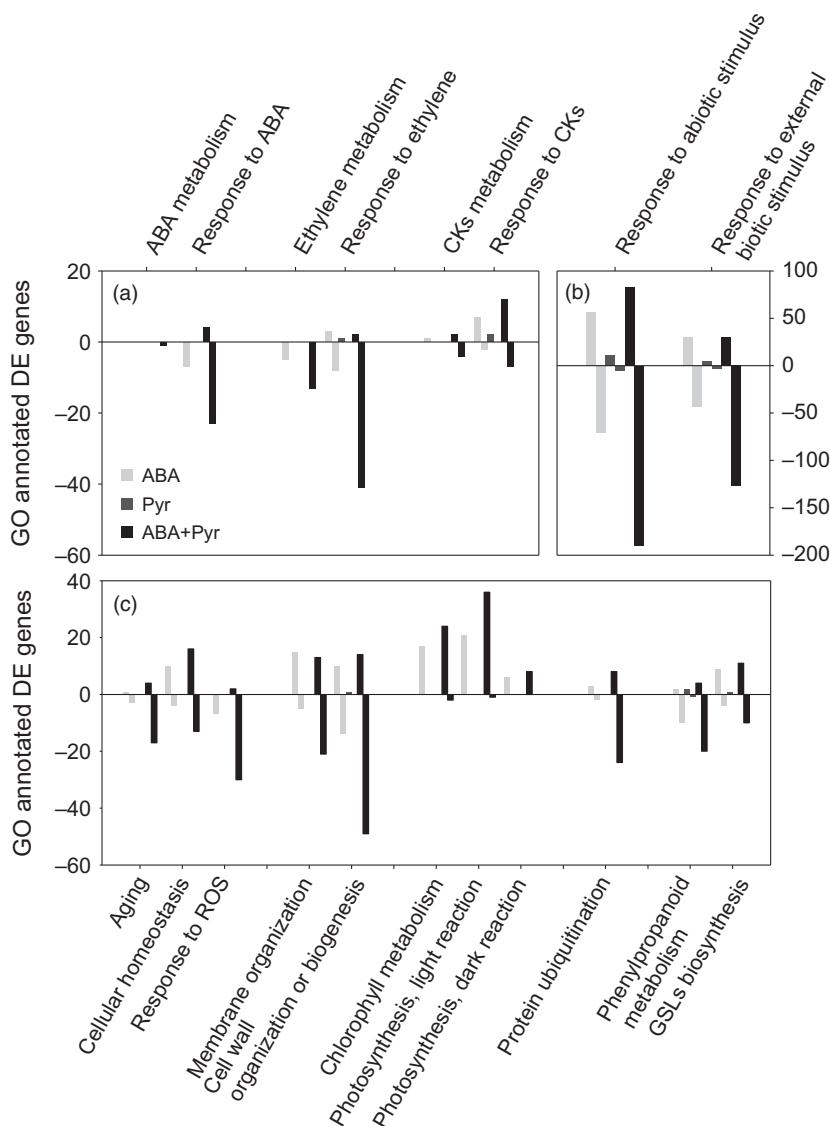 ABA metabolism
Response to ABA
Ethylene metabolism
Response to ethylene
CKs metabolism
Response to CKs
Response to abiotic stimulus
Response to external
biotic stimulus
GO annotated DE genes
20
0
–20
–40
–60
(a)
ABA
Pyr
ABA+Pyr
(b)
100
50
0
–50
–100
–150
–200
GO annotated DE genes
40
20
0
–20
–40
–60
(c)
Aging
Cellular homeostasis
Response to ROS
Membrane organization
Cell wall
organization or biogenesis
Chlorophyll metabolism
Photosynthesis, light reaction
Photosynthesis, dark reaction
Protein ubiquitination
Phenylpropanoid
metabolism
GSLs biosynthesis